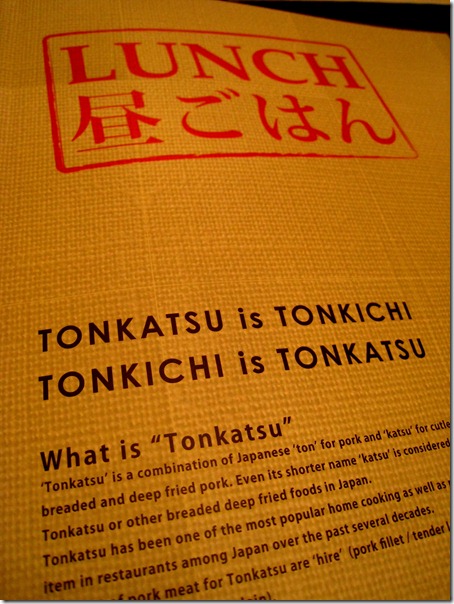 LUNCH
昼ごはん
TONKATSU is TONKICHI
TONKICHI is TONKATSU
What is “Tonkatsu”
‘Tonkatsu’ is a combination of Japanese ‘ton’ for pork and ‘katsu’ for
breaded and deep fried pork. Even its shorter name ‘katsu’ is considered
Tonkatsu or other breaded deep fried foods in Japan.
Tonkatsu has been one of the most popular home cooking as well as
item in restaurants among Japan over the past several decades.
of pork meat for Tonkatsu are ‘hire’ (pork fillet / tender